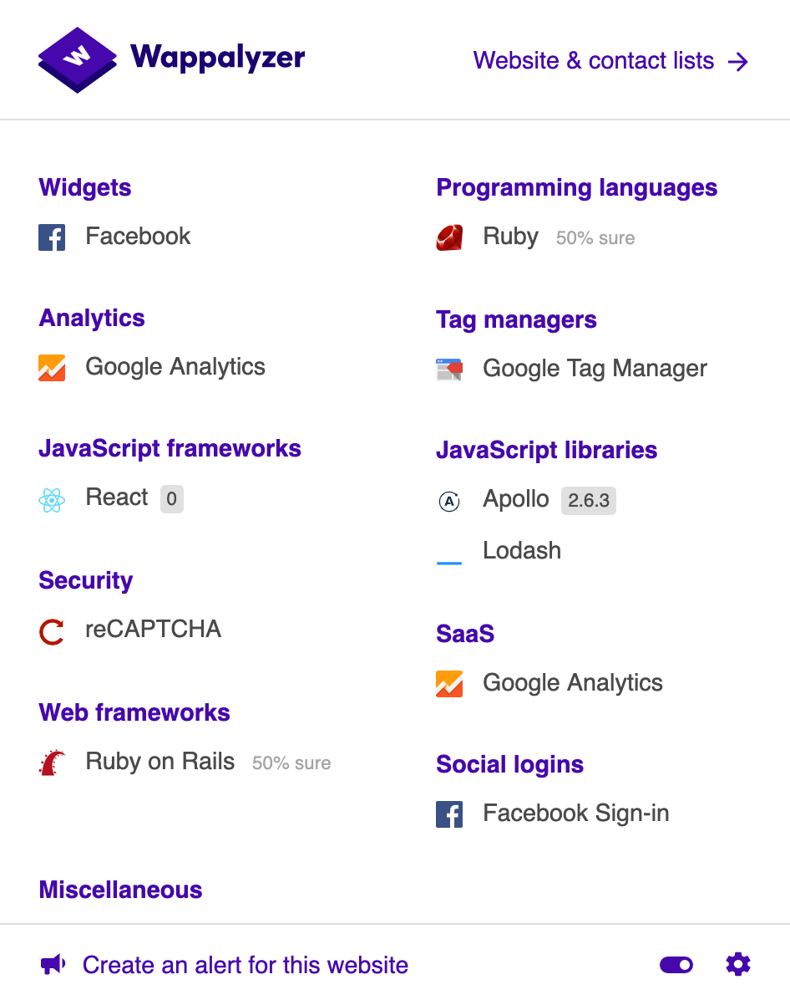 Wappalyzer
Website & contact lists
Widgets
Facebook
Analytics
Google Analytics
JavaScript frameworks
React 0
Security
reCAPTCHA
Web frameworks
Ruby on Rails 50% sure
Miscellaneous
Programming languages
Ruby 50% sure
Tag managers
Google Tag Manager
JavaScript libraries
Apollo 2.6.3
Lodash
SaaS
Google Analytics
Social logins
Facebook Sign-in
Create an alert for this website